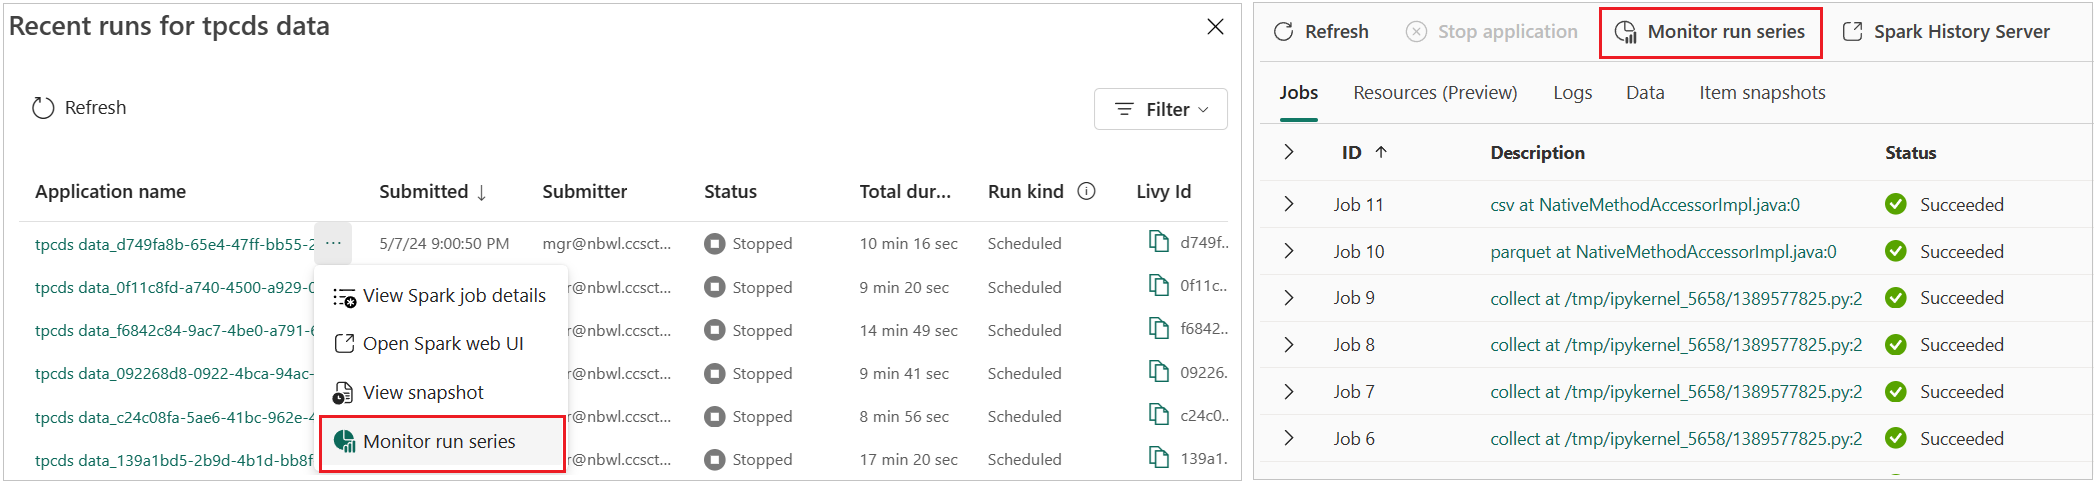 Recent runs for tpcds data
Refresh
Filter
Application name Submitted ↓ Submitter Status Total dur... Run kind Livy Id
tpcds data_d749fa8b-65e4-47ff-bb55-2 ... 5/7/24 9:00:50 PM mgr@nbwl.ccsct... Stopped 10 min 16 sec Scheduled d749f..
tpcds data_0f11c8fd-a740-4500-a929-0 r@nbwl.ccsct... Stopped 9 min 20 sec Scheduled 0f11c..
View Spark job details
tpcds data_f6842c84-9ac7-4be0-a791-6 r@nbwl.ccsct... Stopped 14 min 49 sec Scheduled f6842..
Open Spark web UI
tpcds data_092268d8-0922-4bca-94ac- r@nbwl.ccsct... Stopped 9 min 41 sec Scheduled 09226.
View snapshot
tpcds data_c24c08fa-5ae6-41bc-962e-4 r@nbwl.ccsct... Stopped 8 min 56 sec Scheduled c24c0..
Monitor run series
tpcds data_139a1bd5-2b9d-4b1d-bb8f r@nbwl.ccsct... Stopped 17 min 20 sec Scheduled 139a1..
Refresh Stop application Monitor run series Spark History Server
Jobs Resources (Preview) Logs Data Item snapshots
ID ↑ Description Status
Job 11 csv at NativeMethodAccessorImpl.java:0 Succeeded
Job 10 parquet at NativeMethodAccessorImpl.java:0 Succeeded
Job 9 collect at /tmp/ipykernel_5658/1389577825.py:2 Succeeded
Job 8 collect at /tmp/ipykernel_5658/1389577825.py:2 Succeeded
Job 7 collect at /tmp/ipykernel_5658/1389577825.py:2 Succeeded
Job 6 collect at /tmp/ipykernel_5658/1389577825.py:2 Succeeded